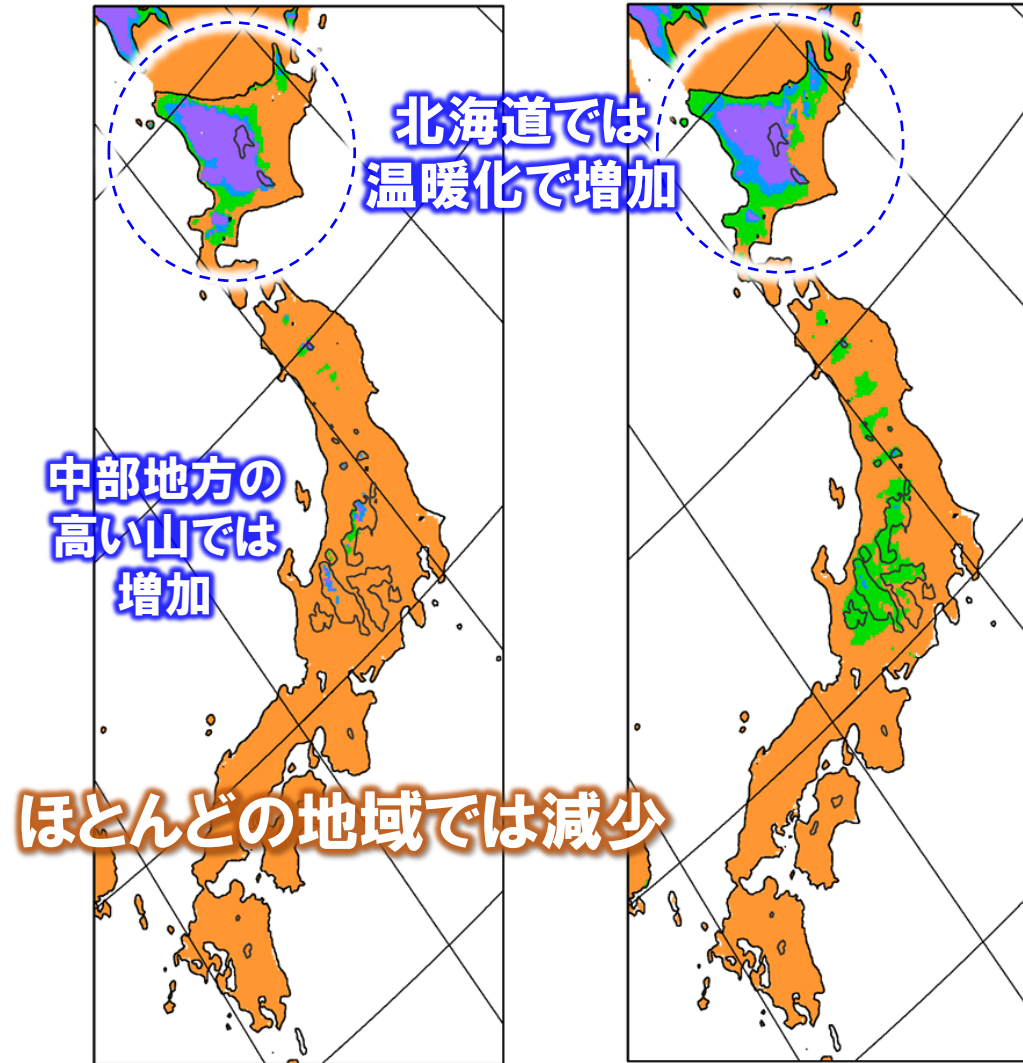 北海道では
温暖化で増加
中部地方の
高い山では
増加
ほとんどの地域では減少